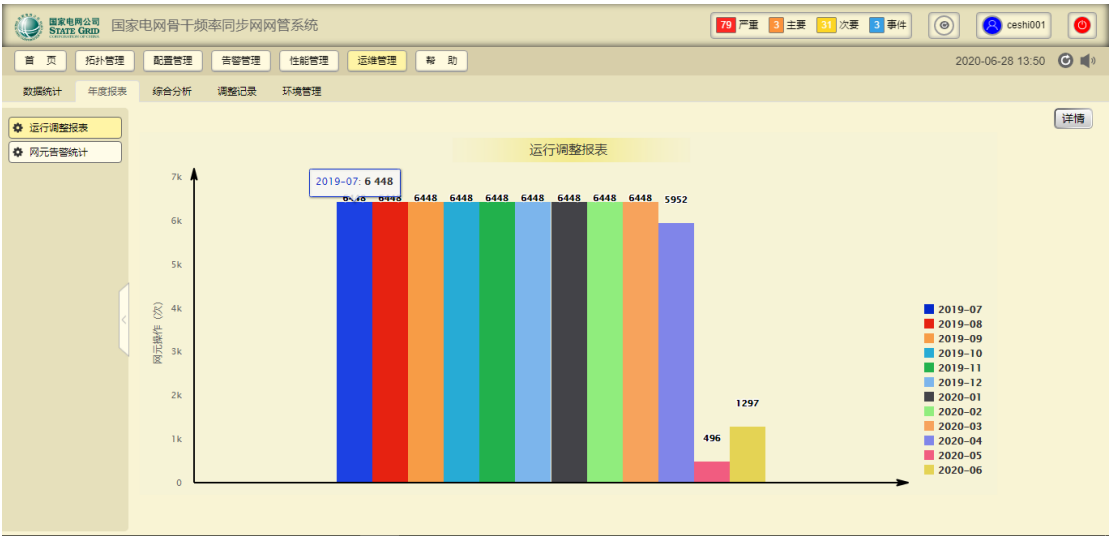 国家电网公司 国家电网骨干频率同步网网管系统 79 严重 3 主要 31 次要 3 事件 ceshi001
STATE GRID
首 页 拓扑管理 配置管理 告警管理 性能管理 运维管理 帮 助 2020-06-28 13:50
数据统计 年度报表 综合分析 调整记录 环境管理
运行调整报表 详情
网元告警统计
运行调整报表
2019-07: 6 448
6448 6448 6448 6448 6448 6448 6448 6448 6448 5952
496
1297
7k
6k
5k
4k
3k
2k
1k
0
网元操作 (次)
2019-07
2019-08
2019-09
2019-10
2019-11
2019-12
2020-01
2020-02
2020-03
2020-04
2020-05
2020-06